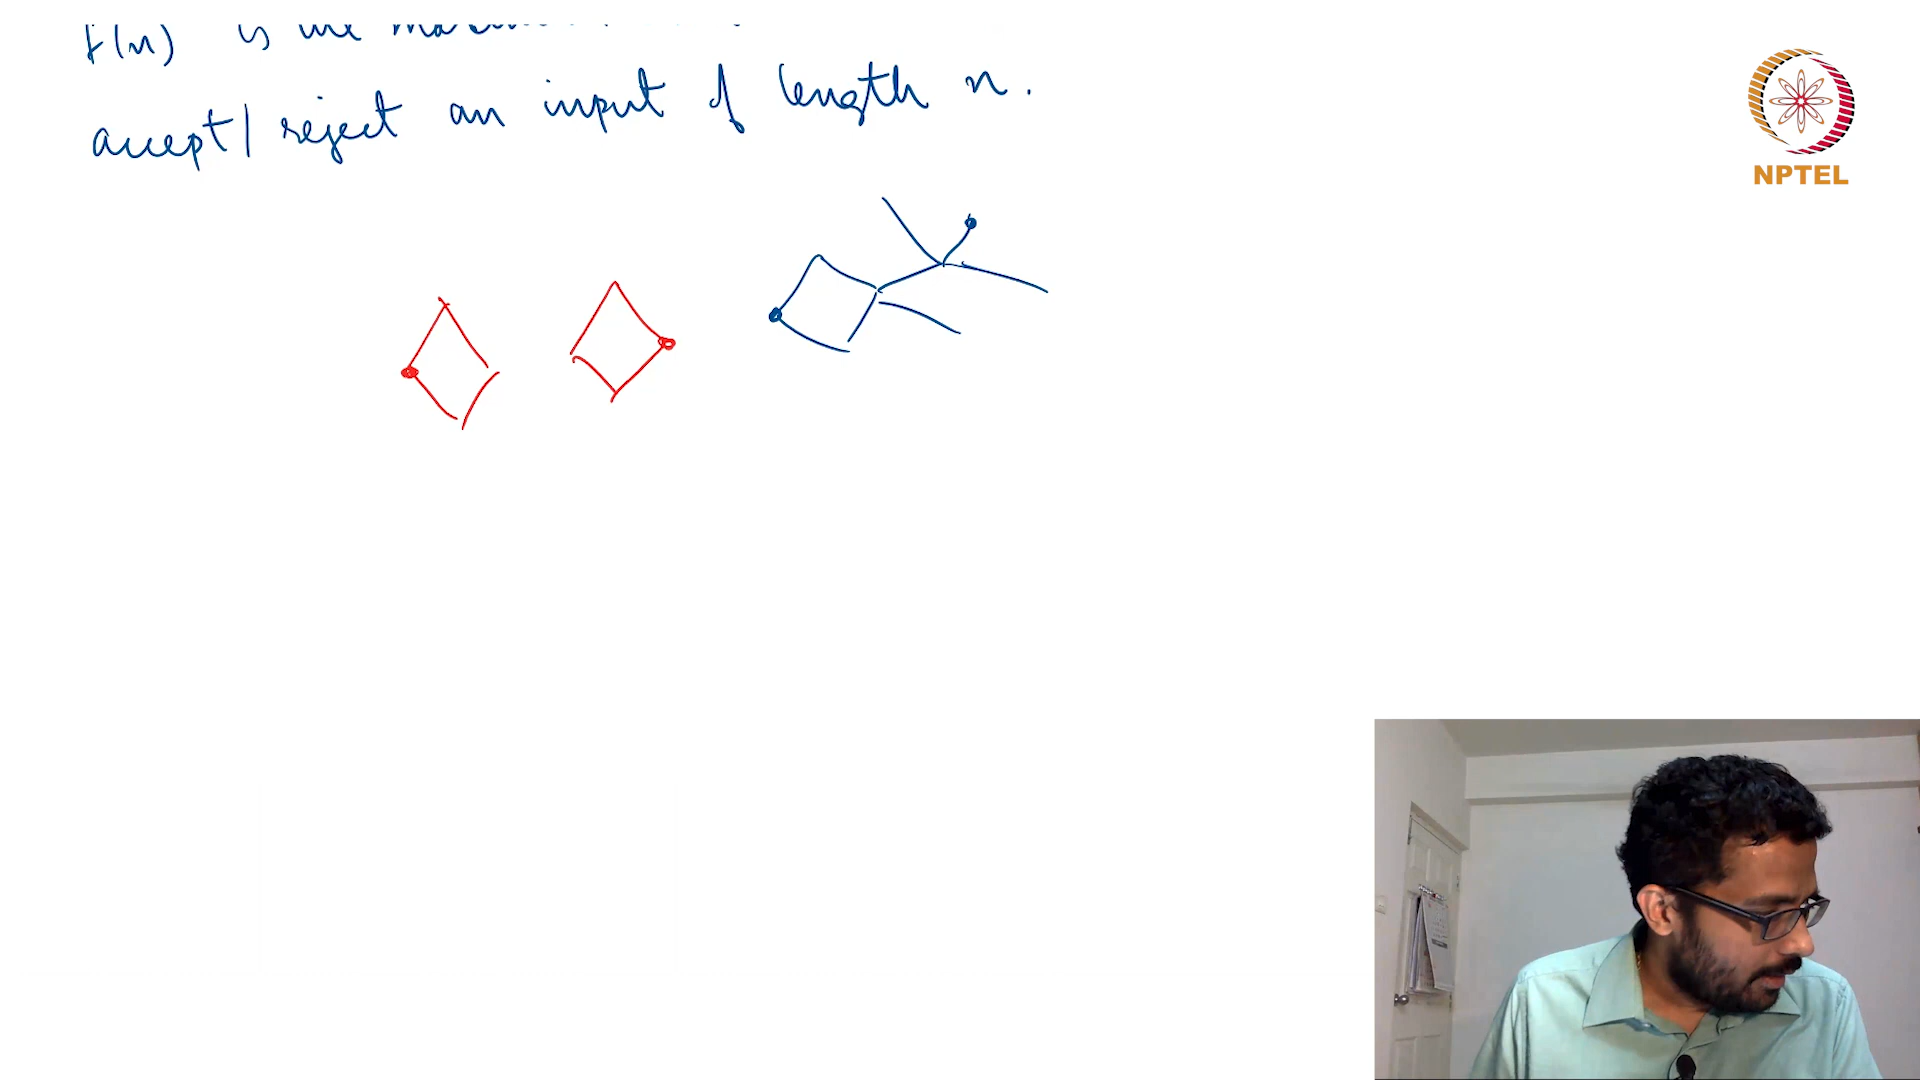 f(n) is the
accept/ reject an input of length n.
NPTEL